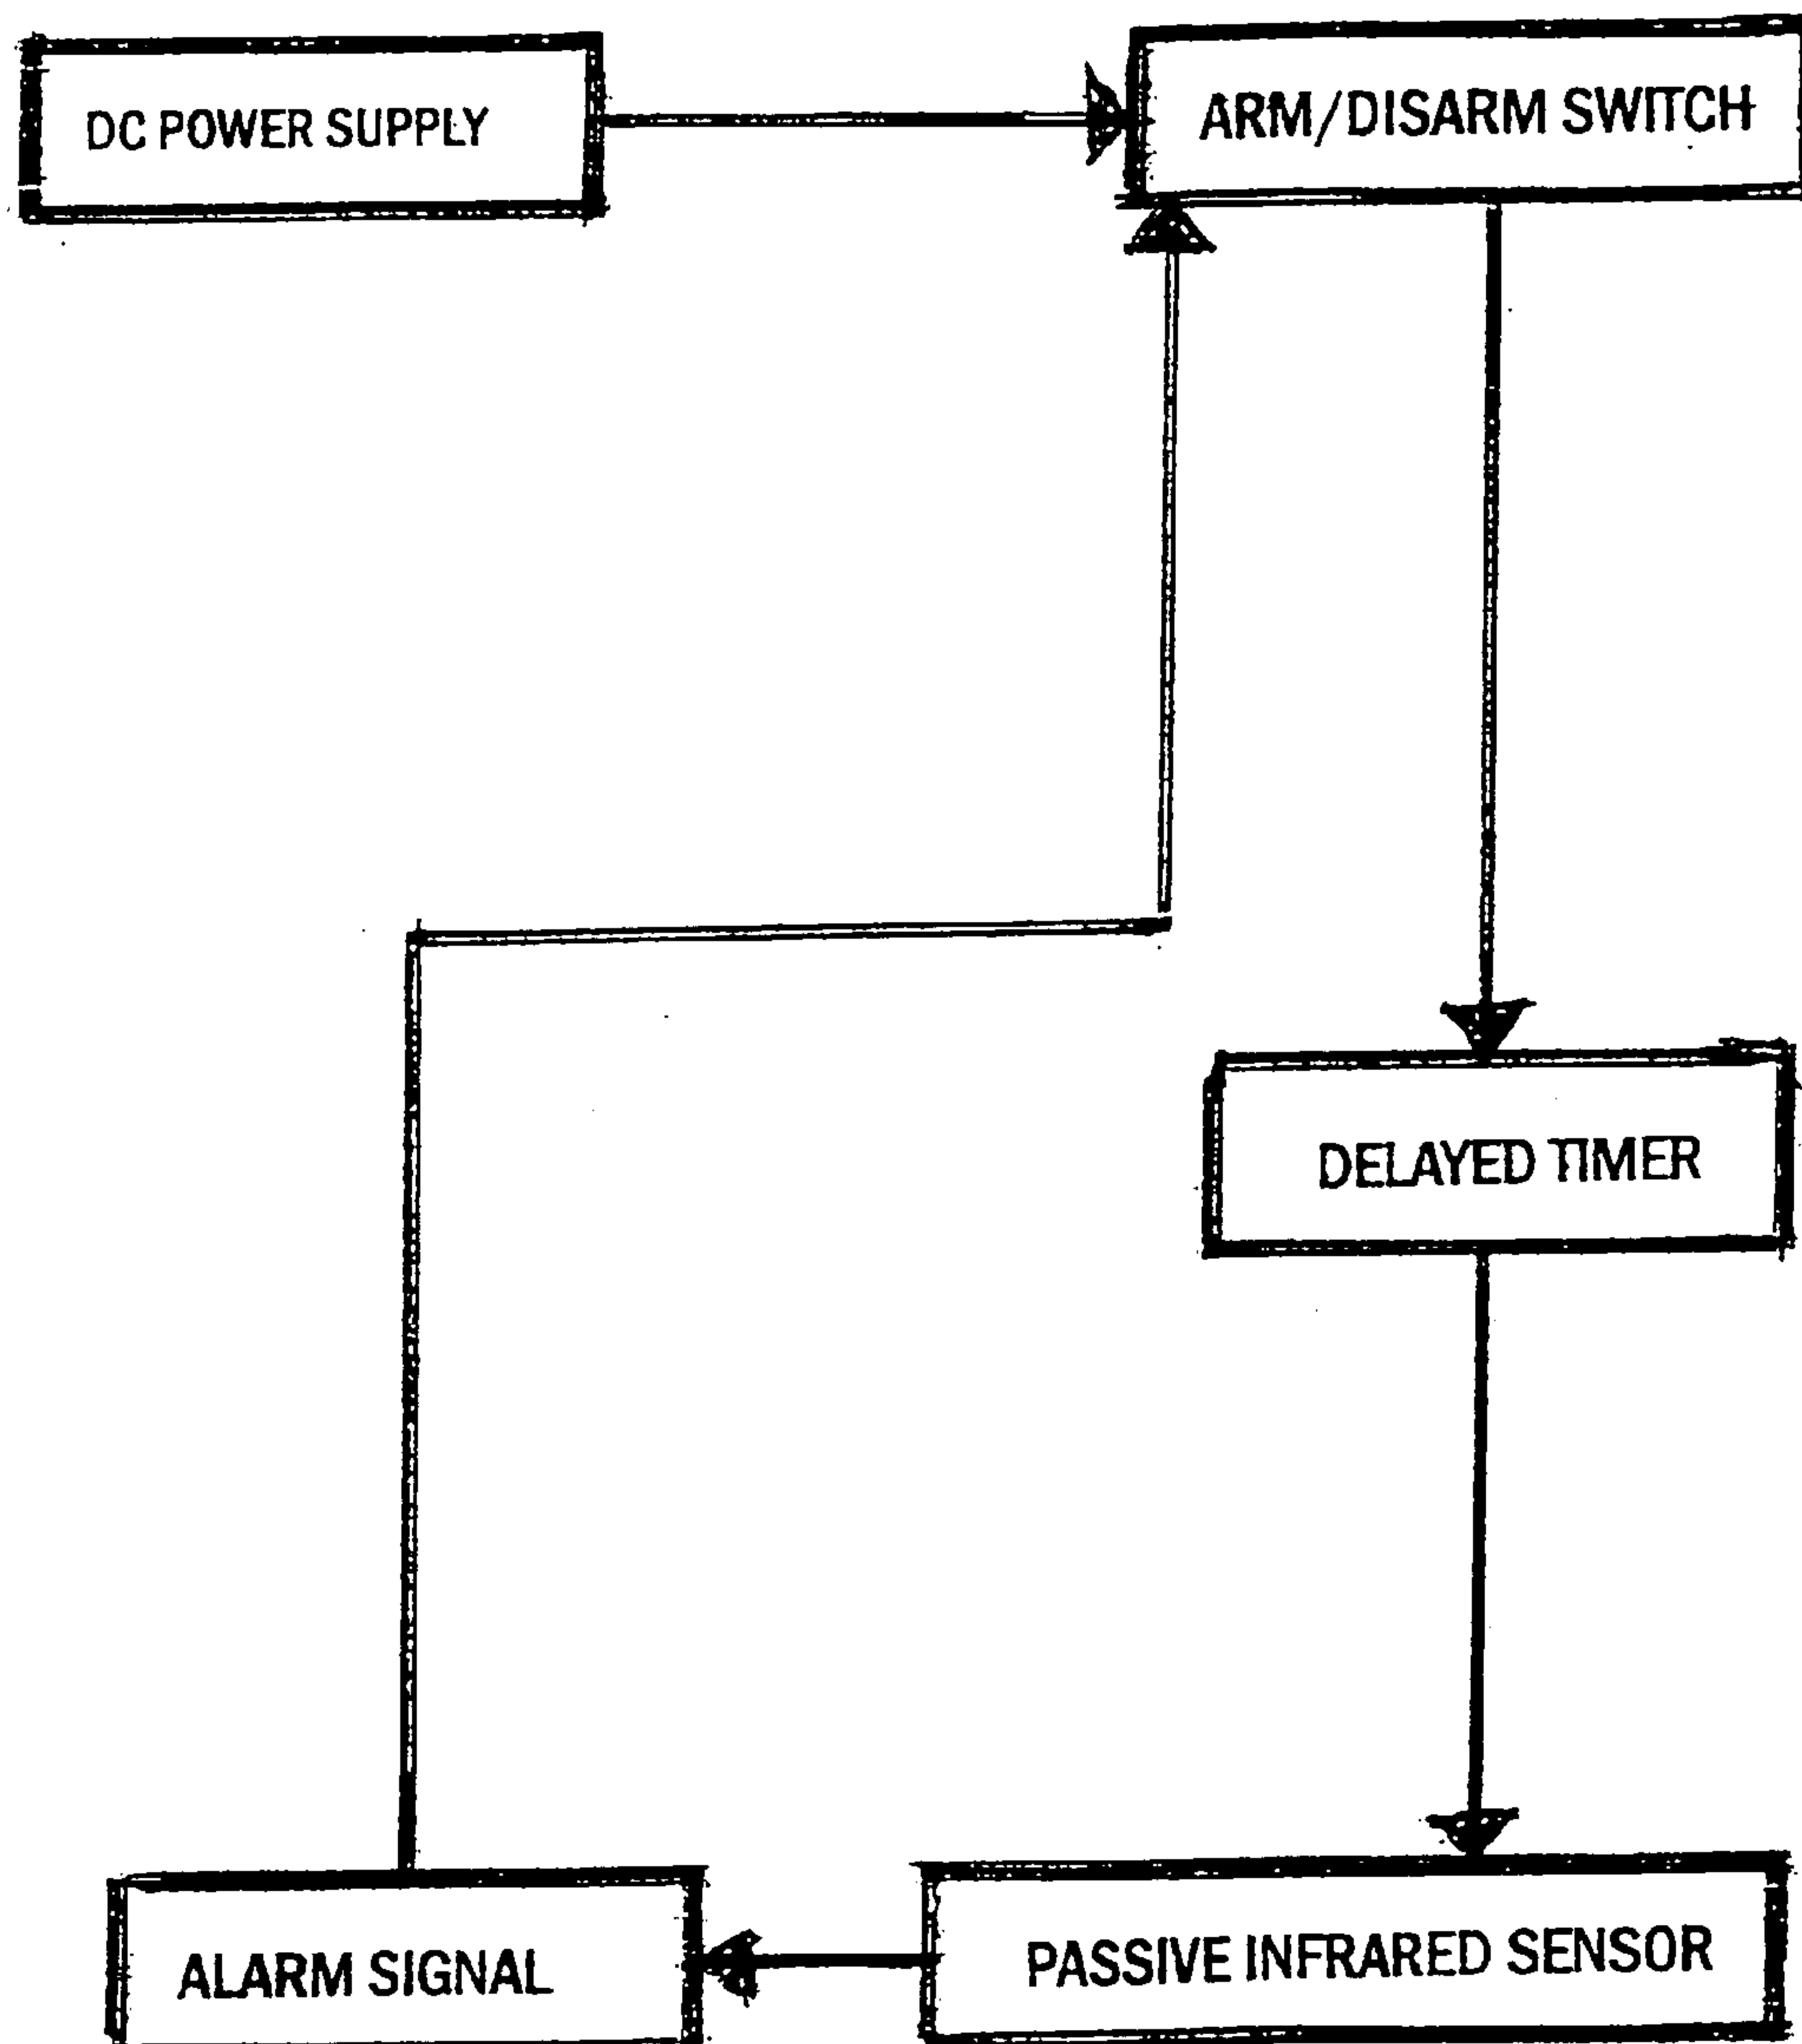 DC POWER SUPPLY
ARM/DISARM SWITCH
DELAYED TIMER
ALARM SIGNAL
PASSIVE INFRARED SENSOR